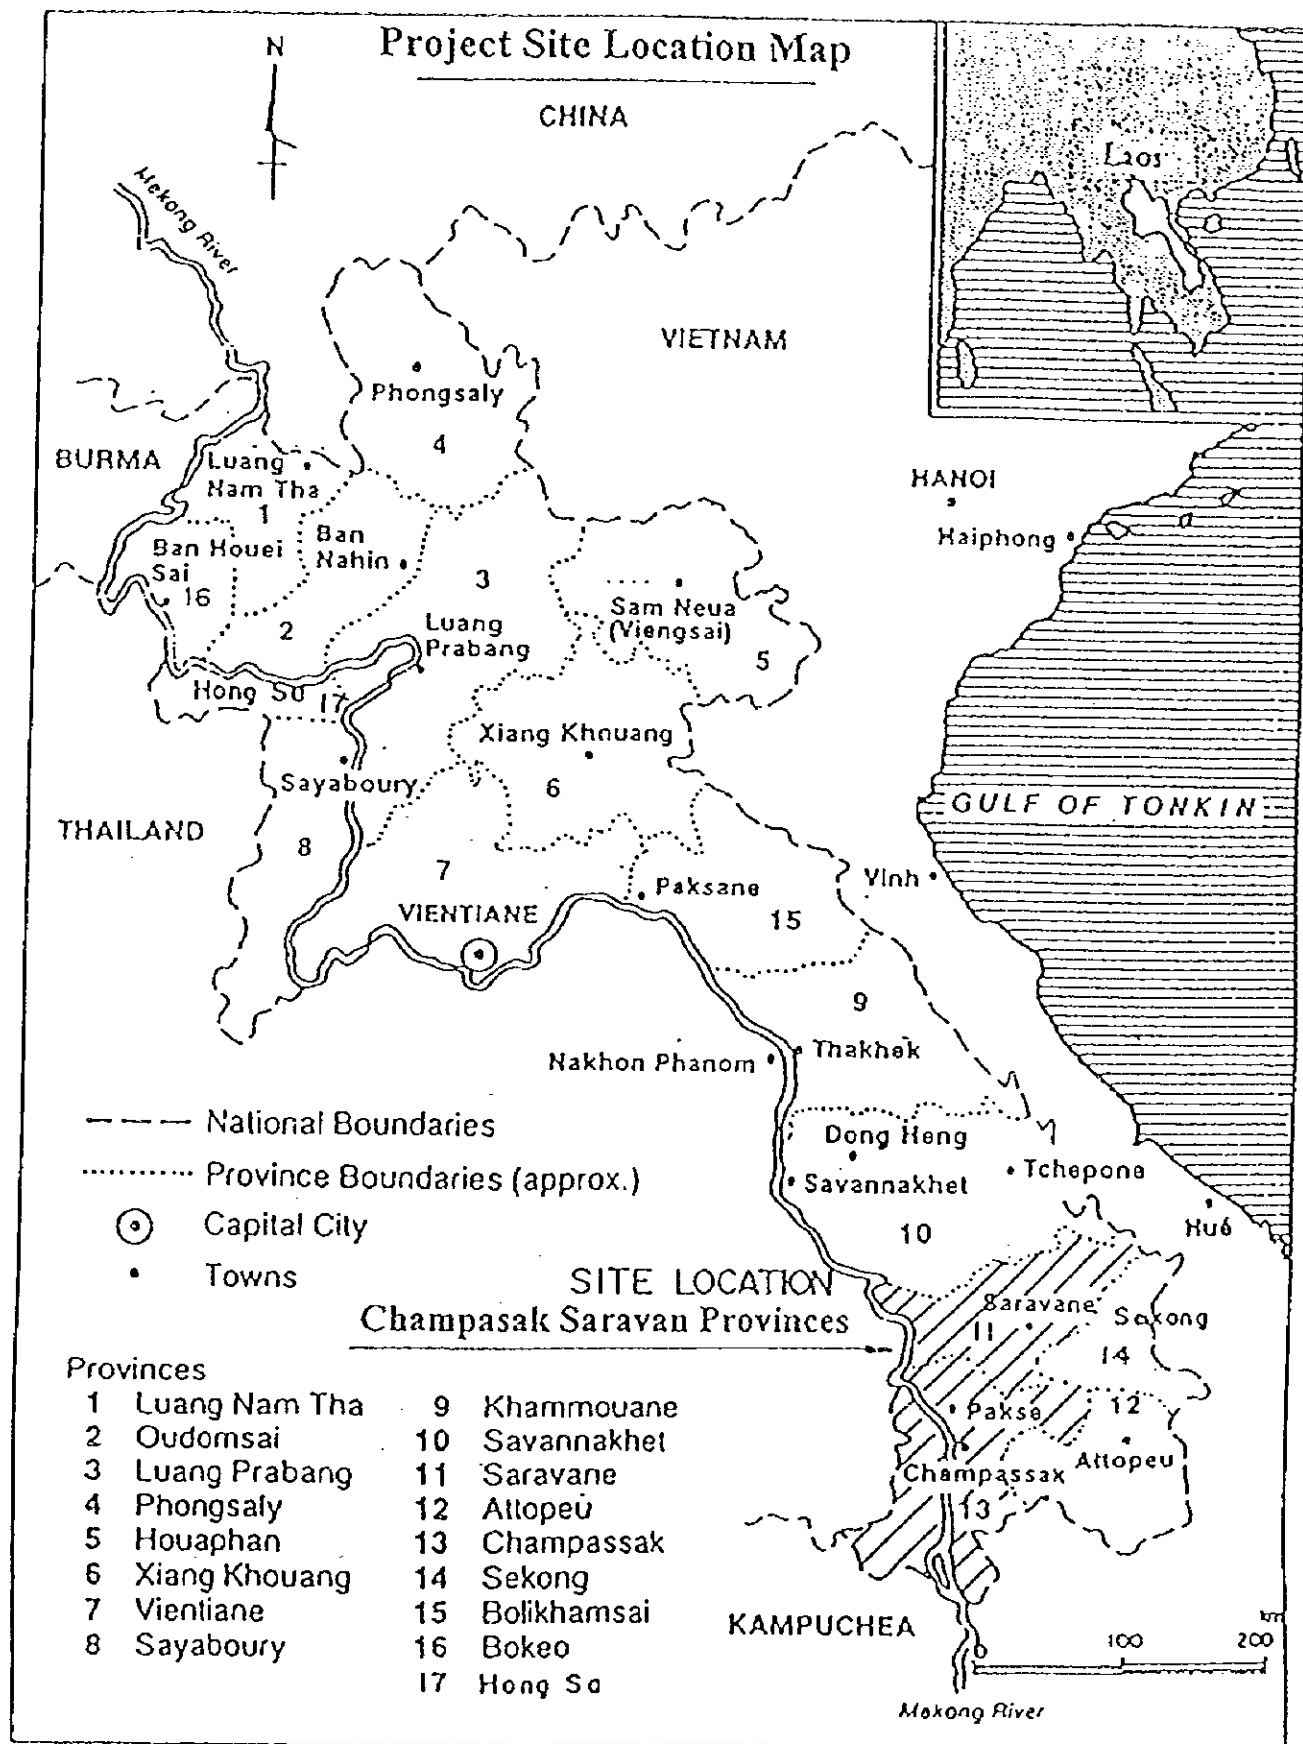 Project Site Location Map
N
CHINA
Laos
Mekong River
VIETNAM
Phongsaly
4
BURMA
Luang
Nam Tha
1
HANOI
Haiphong
Ban
Nahin
Ban Houei
Sai
16
3
Sam Neua
(Viengsai)
5
2
Luang
Prabang
Hong Sa
17
Xiang Khouang
6
Sayaboury
GULF OF TONKIN
THAILAND
8
7
Vinh
Paksane
15
VIENTIANE
9
Nakhon Phanom
Thakhek
National Boundaries
Dong Heng
Province Boundaries (approx.)
Tchepone
Savannakhet
Capital City
10
Hué
Towns
SITE LOCATION
Champasak Saravan Provinces
Saravane
11
Sekong
14
Pakse
12
Attopeu
Champassak
13
Provinces
1 Luang Nam Tha
2 Oudomsai
3 Luang Prabang
4 Phongsaly
5 Houaphan
6 Xiang Khouang
7 Vientiane
8 Sayaboury
9 Khammouane
10 Savannakhet
11 Saravane
12 Attopeu
13 Champassak
14 Sekong
15 Bolikhamsai
16 Bokeo
17 Hong Sa
KAMPUCHEA
km
0 100 200
Mekong River